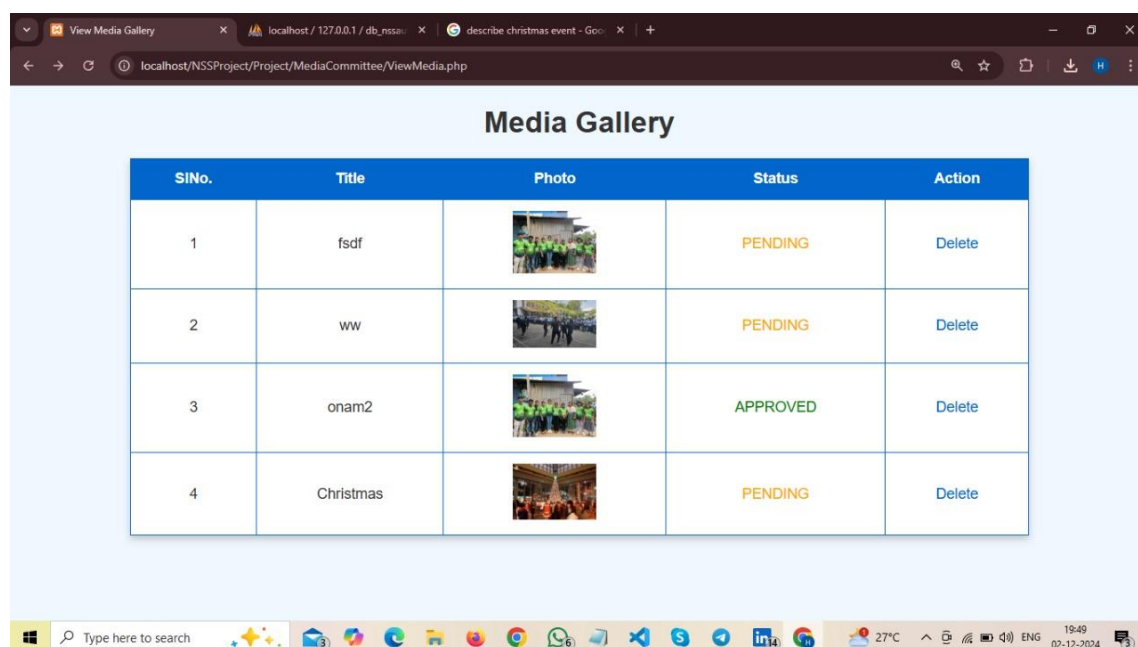 View Media Gallery
localhost / 127.0.0.1 / db_nssau
describe christmas event - Goo
localhost/NSSProject/Project/MediaCommittee/ViewMedia.php
H
Media Gallery
SlNo. Title Photo Status Action
1 fsdf PENDING Delete
2 ww PENDING Delete
3 onam2 APPROVED Delete
4 Christmas PENDING Delete
Type here to search
27°C
ENG
19:49
02-12-2024